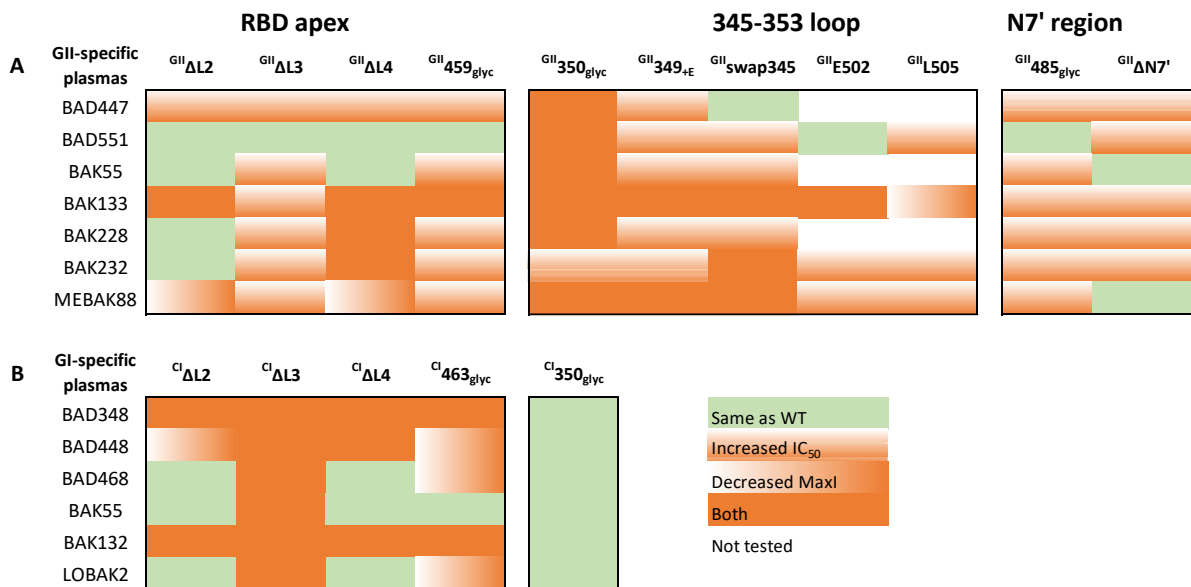 RBD apex 345-353 loop N7' region
A GII-specific plasmas GIIΔL2 GIIΔL3 GIIΔL4 GII459glyc GII350glyc GII349+E GIIswap345 GIIE502 GIIL505 GII485glyc GIIΔN7'
BAD447
BAD551
BAK55
BAK133
BAK228
BAK232
MEBAK88
B GI-specific plasmas CIΔL2 CIΔL3 CIΔL4 CI463glyc CI350glyc
BAD348
Same as WT
BAD448
Increased IC50
BAD468
Decreased MaxI
BAK55
Both
BAK132
Not tested
LOBAK2